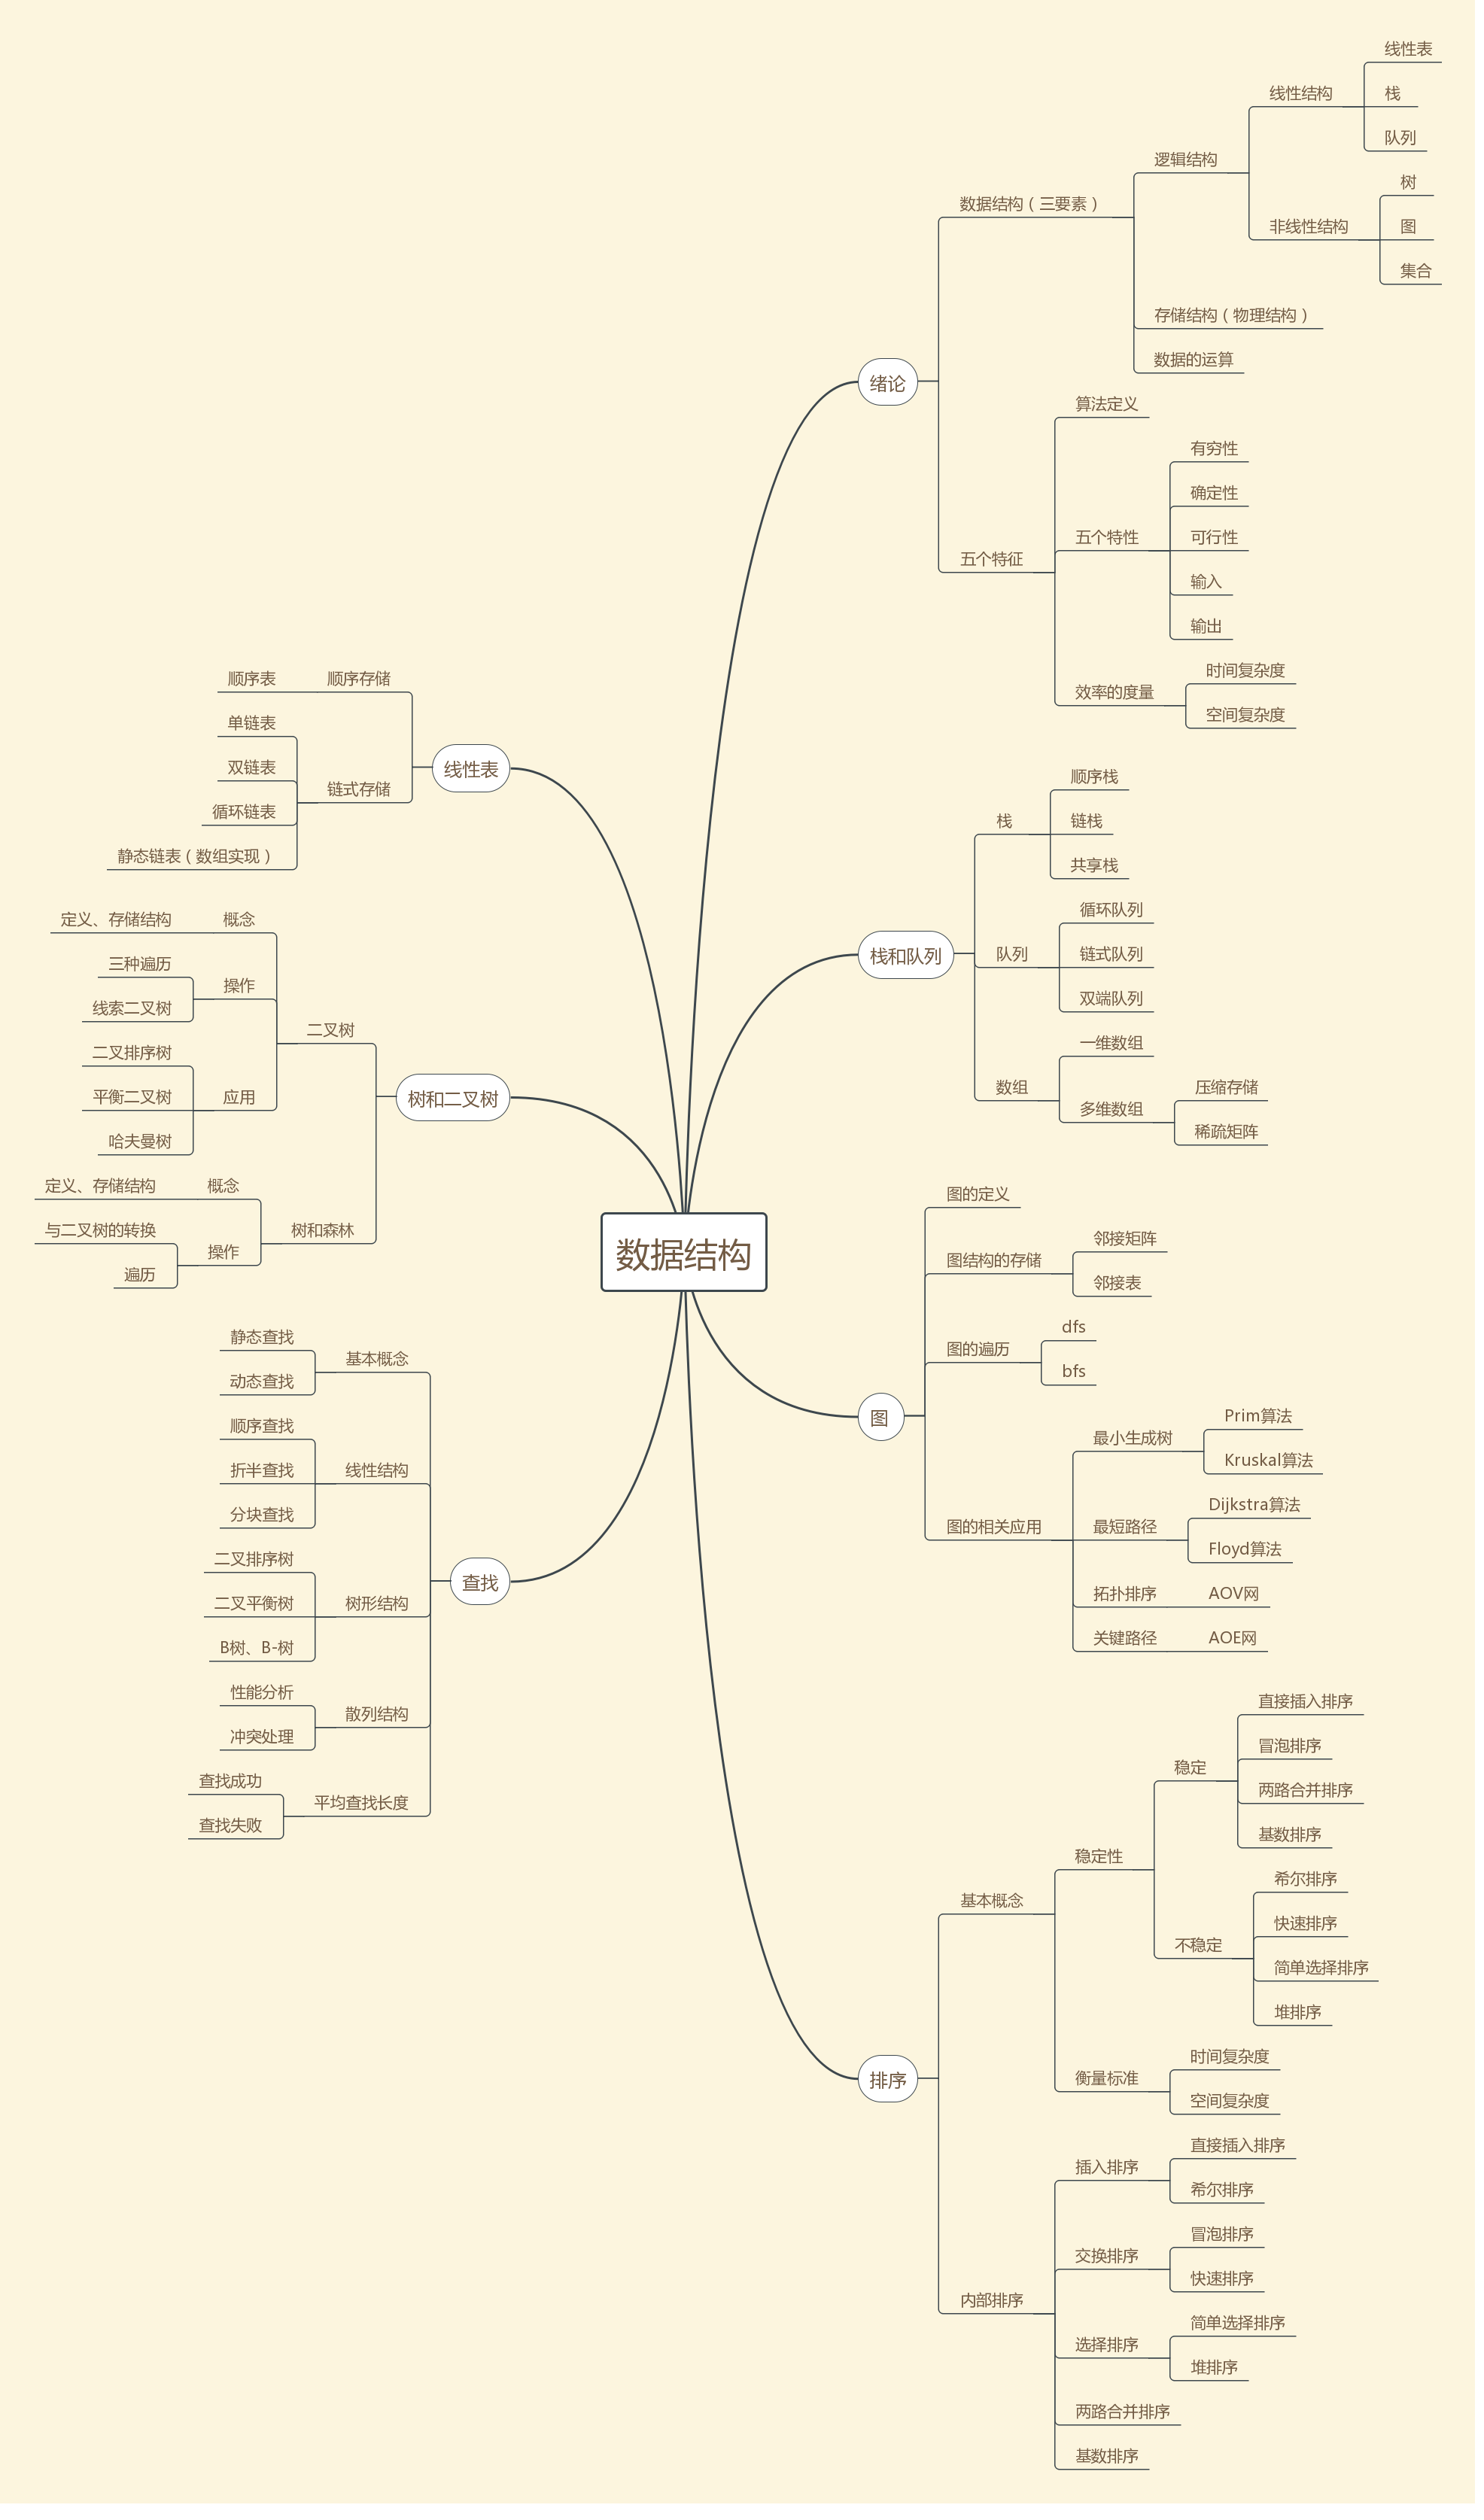 数据结构
绪论
数据结构（三要素）
逻辑结构
线性结构
线性表
栈
队列
非线性结构
树
图
集合
存储结构（物理结构）
数据的运算
五个特征
算法定义
五个特性
有穷性
确定性
可行性
输入
输出
效率的度量
时间复杂度
空间复杂度
线性表
顺序存储
顺序表
链式存储
单链表
双链表
循环链表
静态链表（数组实现）
栈和队列
栈
顺序栈
链栈
共享栈
队列
循环队列
链式队列
双端队列
数组
一维数组
多维数组
压缩存储
稀疏矩阵
树和二叉树
二叉树
概念
定义、存储结构
操作
三种遍历
线索二叉树
应用
二叉排序树
平衡二叉树
哈夫曼树
树和森林
概念
定义、存储结构
操作
与二叉树的转换
遍历
图
图的定义
图结构的存储
邻接矩阵
邻接表
图的遍历
dfs
bfs
图的相关应用
最小生成树
Prim算法
Kruskal算法
最短路径
Dijkstra算法
Floyd算法
拓扑排序
AOV网
关键路径
AOE网
查找
基本概念
静态查找
动态查找
线性结构
顺序查找
折半查找
分块查找
树形结构
二叉排序树
二叉平衡树
B树、B-树
散列结构
性能分析
冲突处理
平均查找长度
查找成功
查找失败
排序
基本概念
稳定性
稳定
直接插入排序
冒泡排序
两路合并排序
基数排序
不稳定
希尔排序
快速排序
简单选择排序
堆排序
衡量标准
时间复杂度
空间复杂度
内部排序
插入排序
直接插入排序
希尔排序
交换排序
冒泡排序
快速排序
选择排序
简单选择排序
堆排序
两路合并排序
基数排序